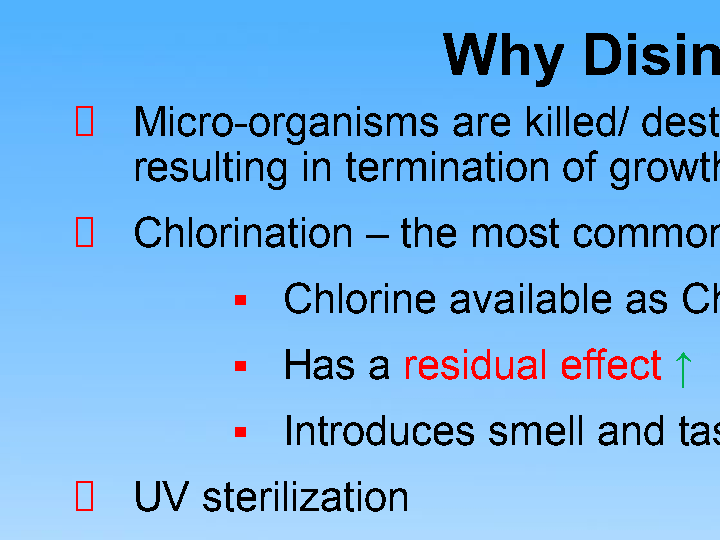 Why Disin
Micro-organisms are killed/ dest
resulting in termination of growth
Chlorination – the most common
▪ Chlorine available as Ch
▪ Has a residual effect ↑
▪ Introduces smell and tas
UV sterilization